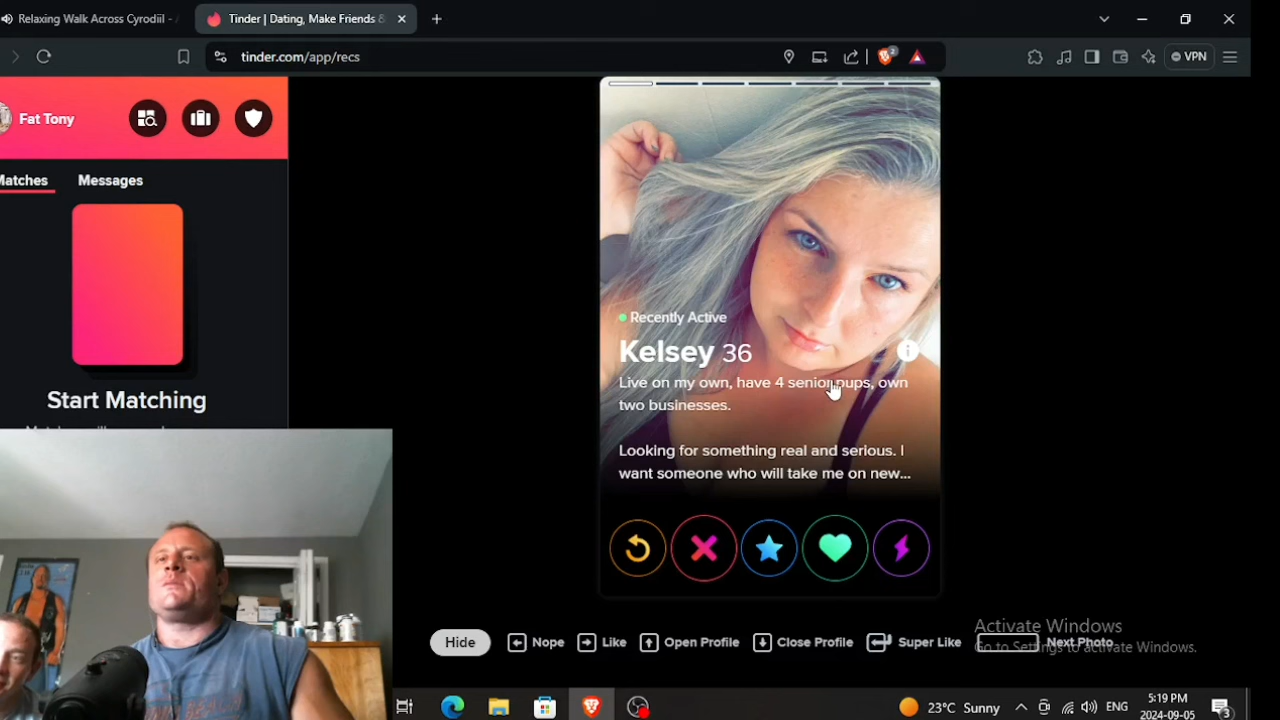 Relaxing Walk Across Cyrodiil -
Tinder | Dating, Make Friends &
tinder.com/app/recs
2
VPN
Fat Tony
Matches
Messages
Start Matching
Recently Active
Kelsey 36
Live on my own, have 4 senior pups, own
two businesses.
Looking for something real and serious. I
want someone who will take me on new...
Hide
Nope
Like
Open Profile
Close Profile
Super Like
Next Photo
Activate Windows
Go to Settings to activate Windows.
23°C Sunny
ENG
5:19 PM
2024-09-05
3